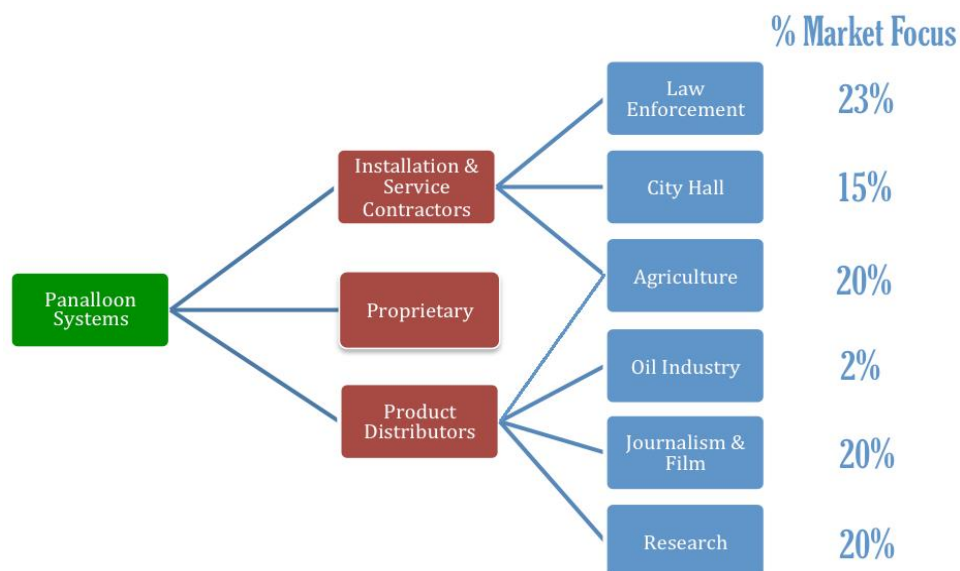 % Market Focus
Law
Enforcement
23%
Installation &
Service
Contractors
City Hall
15%
Agriculture
20%
Panalloon
Systems
Proprietary
Oil Industry
2%
Product
Distributors
Journalism &
Film
20%
Research
20%